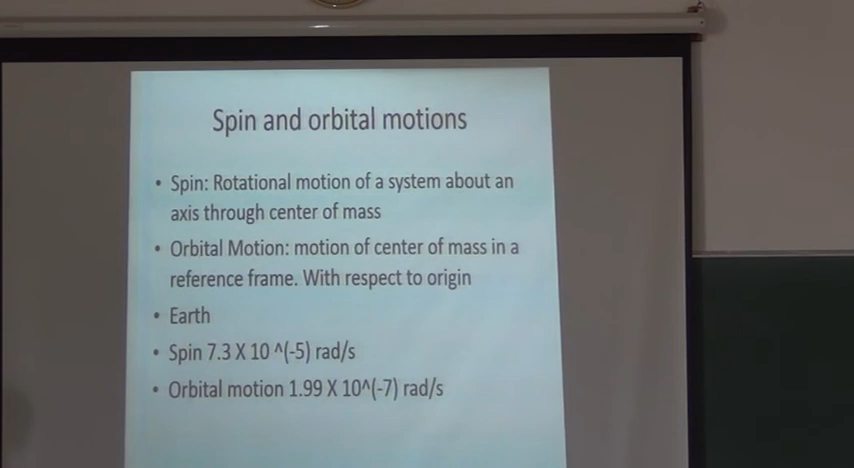 Spin and orbital motions
• Spin: Rotational motion of a system about an
axis through center of mass
• Orbital Motion: motion of center of mass in a
reference frame. With respect to origin
• Earth
• Spin 7.3 X 10 ^(-5) rad/s
• Orbital motion 1.99 X 10^(-7) rad/s